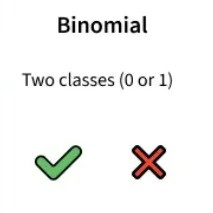 Binomial
Two classes (0 or 1)